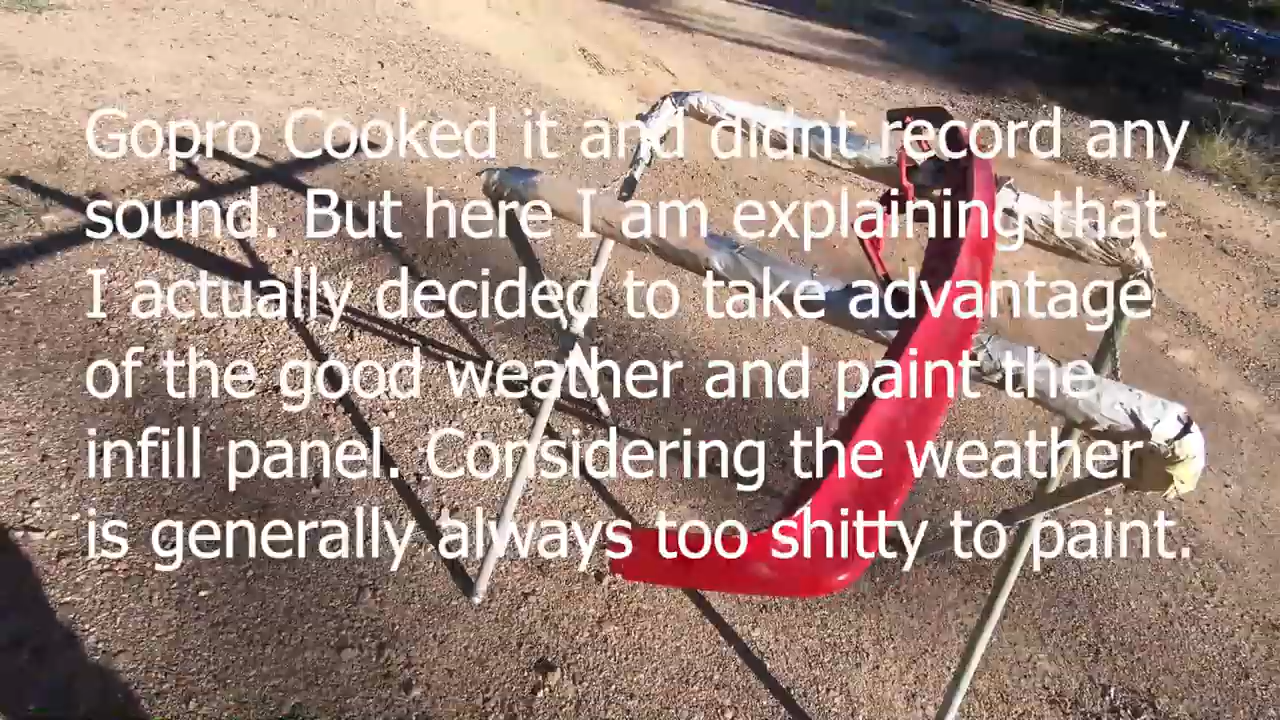 Gopro Cooked it and didnt record any
sound. But here I am explaining that
I actually decided to take advantage
of the good weather and paint the
infill panel. Considering the weather
is generally always too shitty to paint.